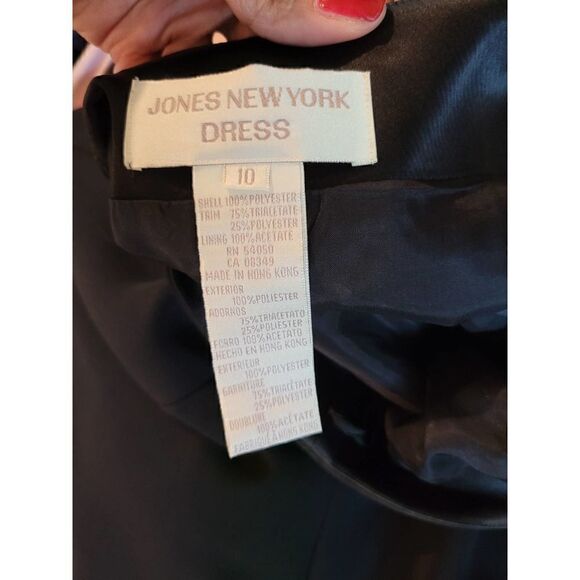 JONES NEW YORK
DRESS
10
SHELL 100%POLYESTER
TRIM 75%TRIACETATE
25%POLYESTER
LINING 100%ACETATE
RN 54050
CA 08349
MADE IN HONG KONG
EXTERIOR
100%POLIESTER
ADORNOS
75%TRIACETATO
25%POLIESTER
FORRO 100%ACETATO
HECHO EN HONG KONG
EXTERIEUR
100%POLYESTER
GARNITURE
75%TRIACÉTATE
25%POLYESTER
DOUBLURE
100%ACÉTATE
FABRIQUÉ À HONG KONG